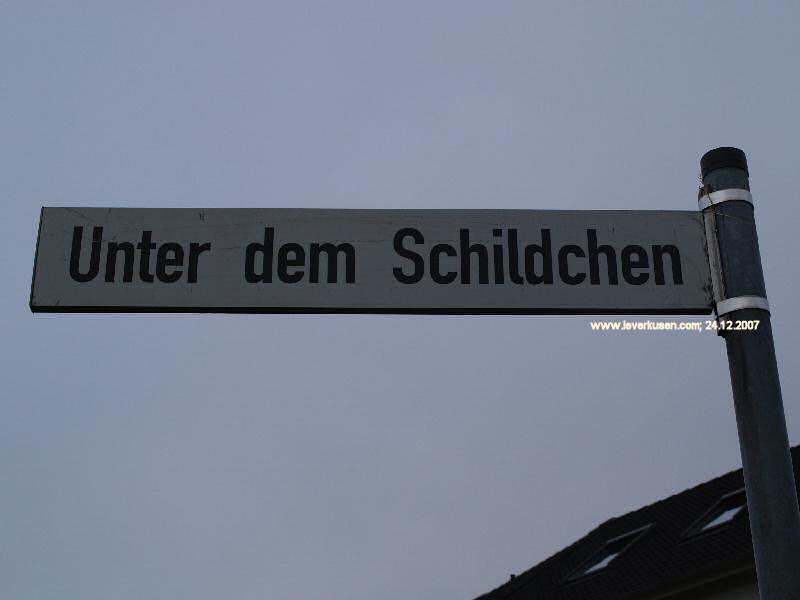 Unter dem Schildchen
www.leverkusen.com; 24.12.2007